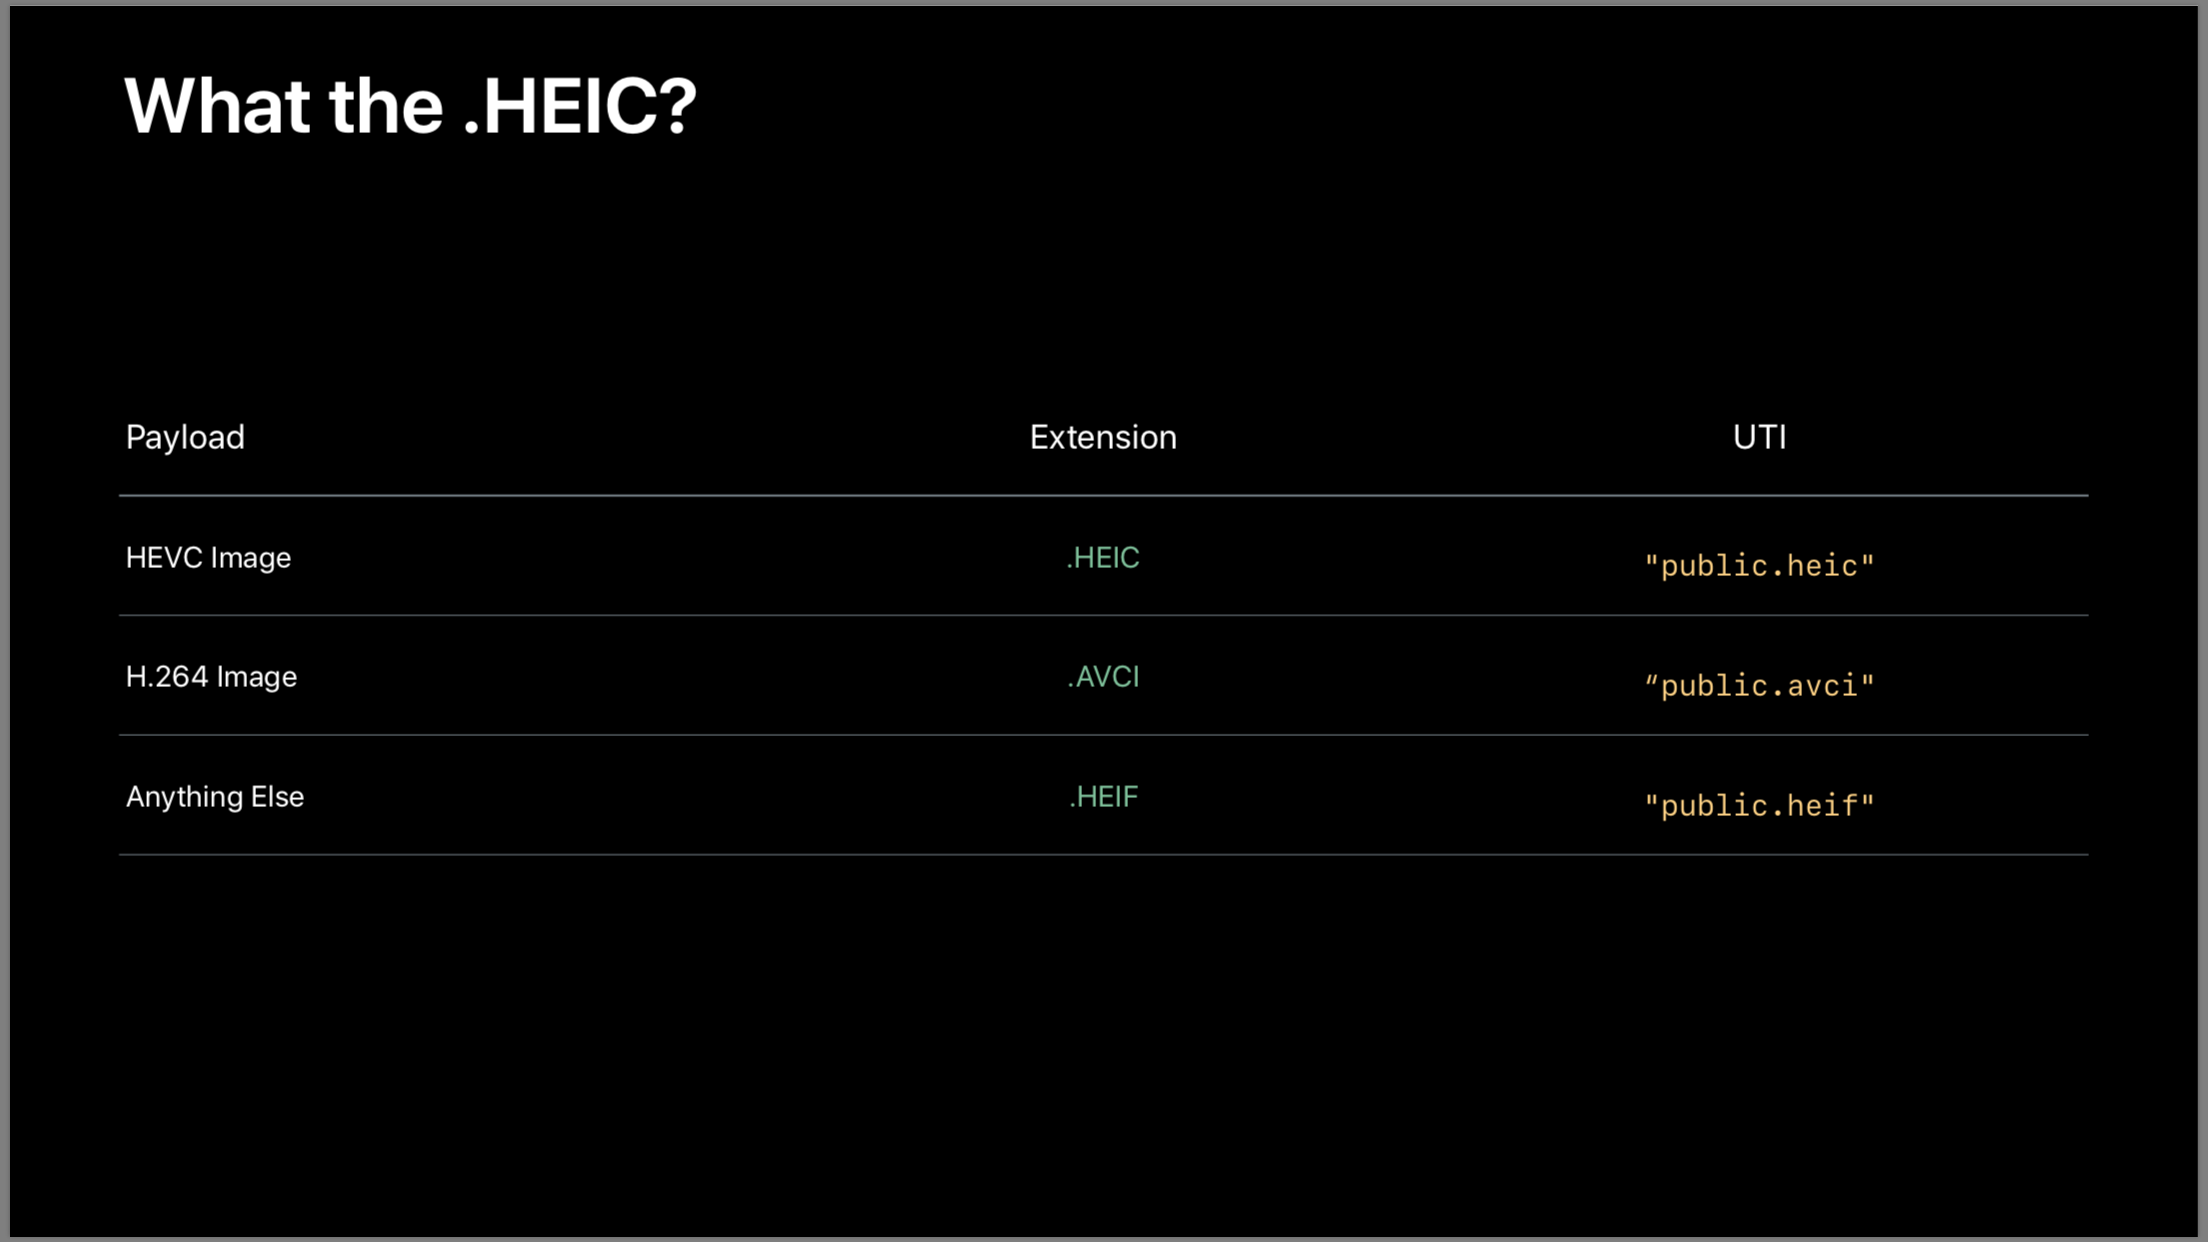 What the .HEIC?
Payload Extension UTI
HEVC Image .HEIC "public.heic"
H.264 Image .AVCI “public.avci"
Anything Else .HEIF "public.heif"